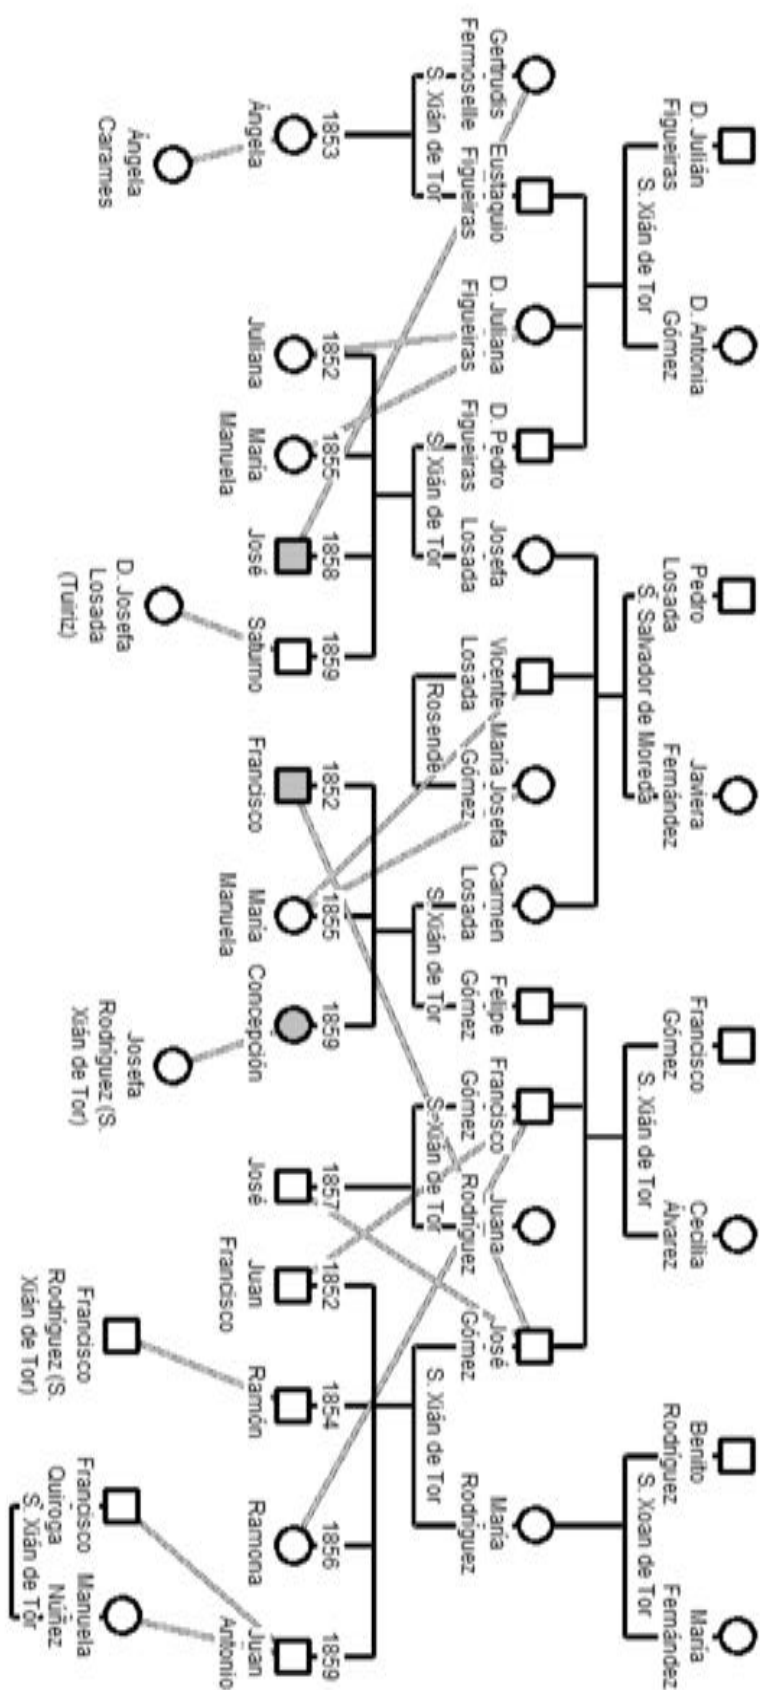 D. Julián
Figueiras
S. Xián de Tor
D. Antonia
Gómez
Pedro
Losada
S. Salvador de Moreda
Javiera
Fernández
Francisco
Gómez
S. Xián de Tor
Cecilia
Álvarez
Benito
Rodríguez
S. Xoan de Tor
María
Fernández
Gertrudis
Fermoselle
S. Xián de Tor
Eustaquio
Figueiras
D. Juliana
Figueiras
D. Pedro
Figueiras
S. Xián de Tor
Josefa
Losada
Vicente
Losada
Rosende
María Josefa
Gómez
Carmen
Losada
S. Xián de Tor
Felipe
Gómez
Francisco
Gómez
S. Xián de Tor
Juana
Rodríguez
José
Gómez
S. Xián de Tor
María
Rodríguez
1853
Ángela
1852
Juliana
1855
María
Manuela
1858
José
1859
Saturno
1852
Francisco
1855
María
Manuela
1859
Concepción
1857
José
1852
Juan
Francisco
1854
Ramón
1856
Ramona
1859
Juan
Antonio
Ángela
Carames
D. Josefa
Losada
(Tuiriz)
Josefa
Rodríguez (S.
Xián de Tor)
Francisco
Rodríguez (S.
Xián de Tor)
Francisco
Quiroga
Manuela
Núñez
S. Xián de Tor